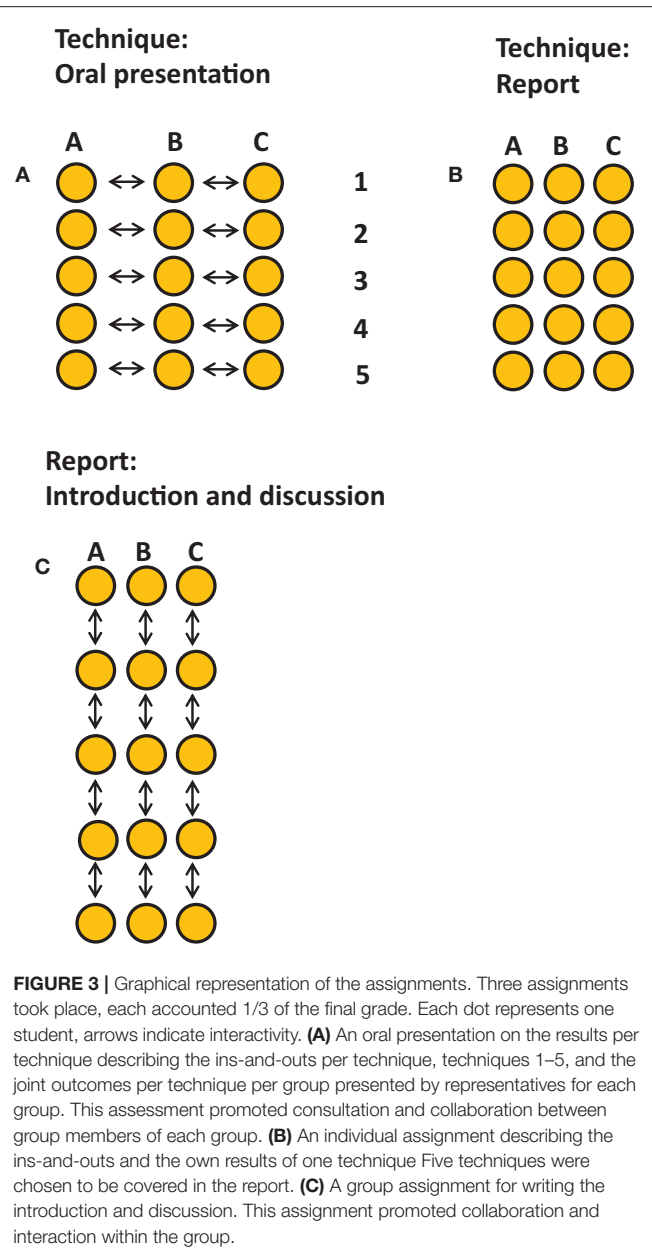 Technique:
Oral presentation
A B C
A
1
2
3
4
5
Technique:
Report
A B C
B
Report:
Introduction and discussion
A B C
C
FIGURE 3 | Graphical representation of the assignments. Three assignments
took place, each accounted 1/3 of the final grade. Each dot represents one
student, arrows indicate interactivity. (A) An oral presentation on the results per
technique describing the ins-and-outs per technique, techniques 1–5, and the
joint outcomes per technique per group presented by representatives for each
group. This assessment promoted consultation and collaboration between
group members of each group. (B) An individual assignment describing the
ins-and-outs and the own results of one technique Five techniques were
chosen to be covered in the report. (C) A group assignment for writing the
introduction and discussion. This assignment promoted collaboration and
interaction within the group.